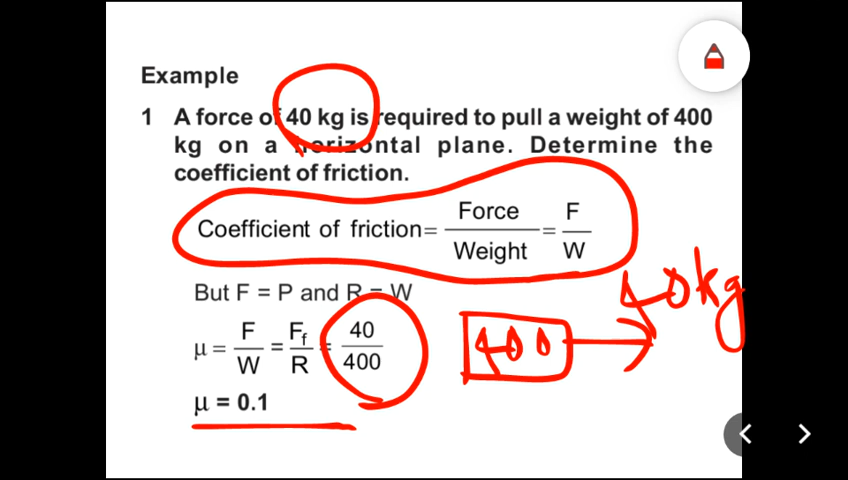 Example
1 A force of 40 kg is required to pull a weight of 400
kg on a horizontal plane. Determine the
coefficient of friction.
Coefficient of friction= Force/Weight = F/W
But F = P and R = W
μ = F/W = Ff/R = 40/400
μ = 0.1
400
40kg